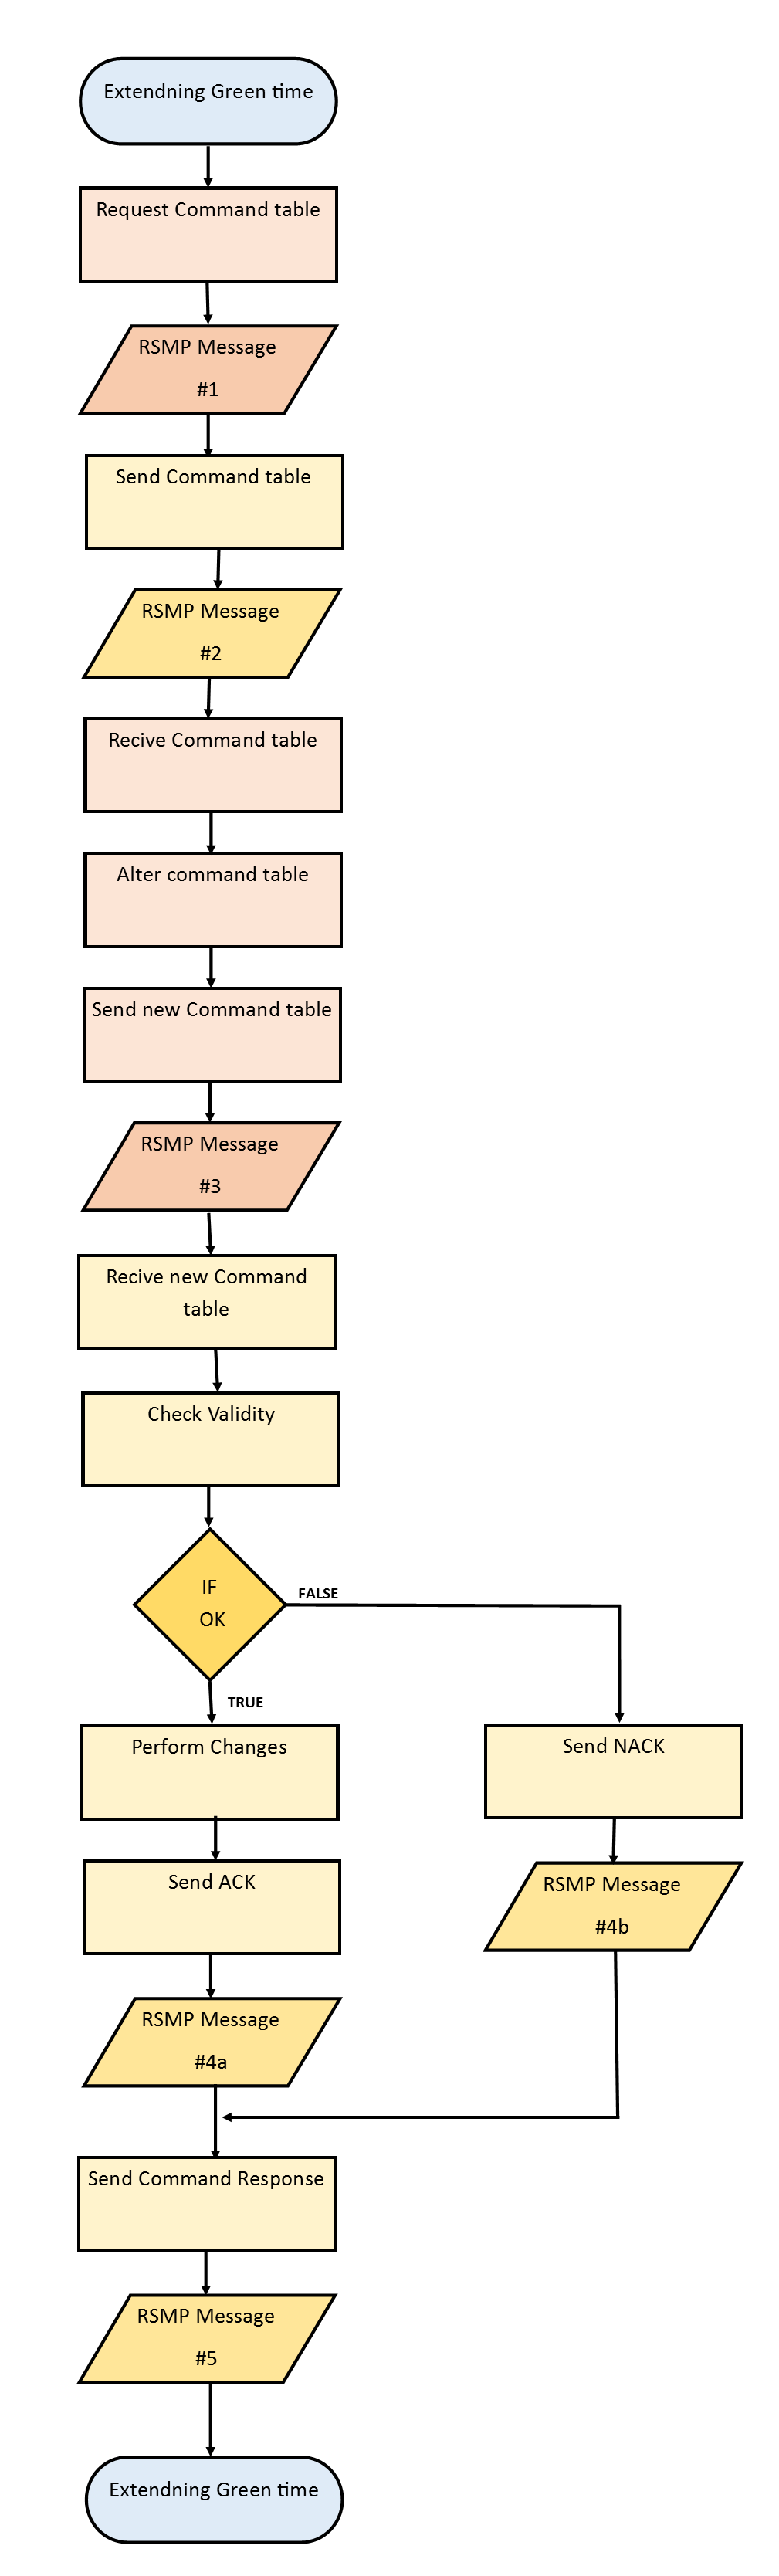 Extendning Green time
Request Command table
RSMP Message
#1
Send Command table
RSMP Message
#2
Recive Command table
Alter command table
Send new Command table
RSMP Message
#3
Recive new Command
table
Check Validity
IF
OK
FALSE
TRUE
Perform Changes
Send NACK
Send ACK
RSMP Message
#4b
RSMP Message
#4a
Send Command Response
RSMP Message
#5
Extendning Green time